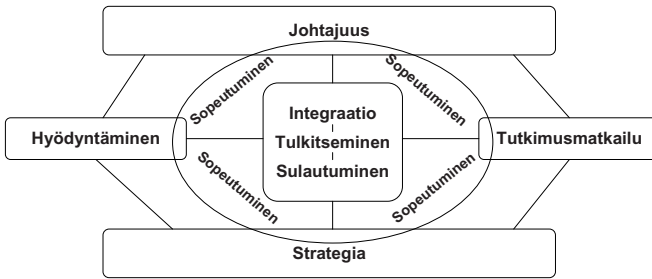 Johtajuus
Sopeutuminen
Sopeutuminen
Integraatio
Hyödyntäminen
Tulkitseminen
Tutkimusmatkailu
Sulautuminen
Sopeutuminen
Sopeutuminen
Strategia